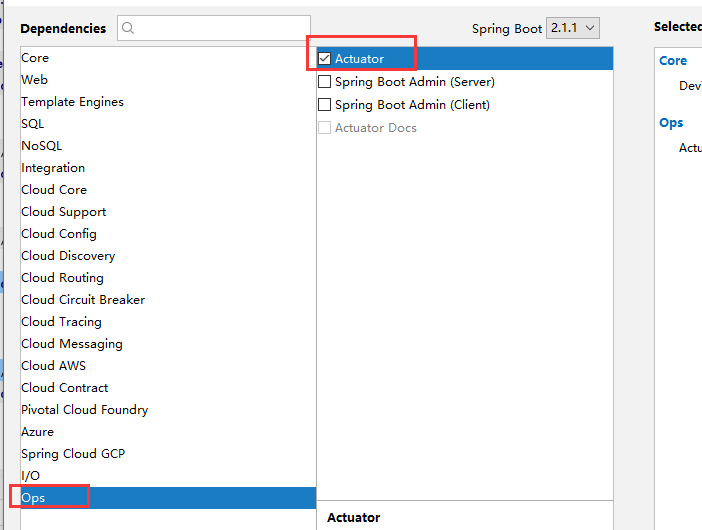 Dependencies
Spring Boot 2.1.1
Selected
Core
Web
Template Engines
SQL
NoSQL
Integration
Cloud Core
Cloud Support
Cloud Config
Cloud Discovery
Cloud Routing
Cloud Circuit Breaker
Cloud Tracing
Cloud Messaging
Cloud AWS
Cloud Contract
Pivotal Cloud Foundry
Azure
Spring Cloud GCP
I/O
Ops
Actuator
Spring Boot Admin (Server)
Spring Boot Admin (Client)
Actuator Docs
Actuator
Core
Dev
Ops
Actu